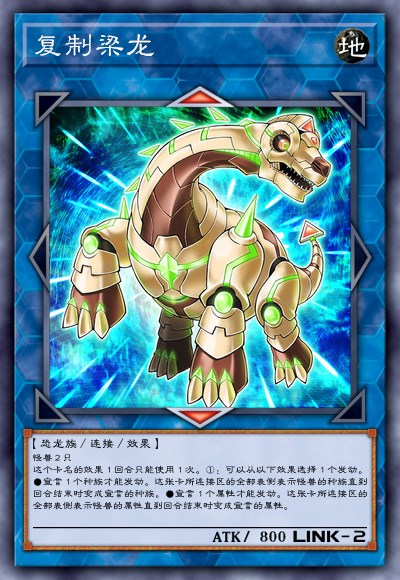 复制梁龙
地
【恐龙族/连接/效果】
怪兽2只
这个卡名的效果1回合只能使用1次。①：可以从以下效果选择1个发动。
●宣言1个种族才能发动。这张卡所连接区的全部表侧表示怪兽的种族直到
回合结束时变成宣言的种族。●宣言1个属性才能发动。这张卡所连接区的
全部表侧表示怪兽的属性直到回合结束时变成宣言的属性。
ATK/ 800 LINK-2